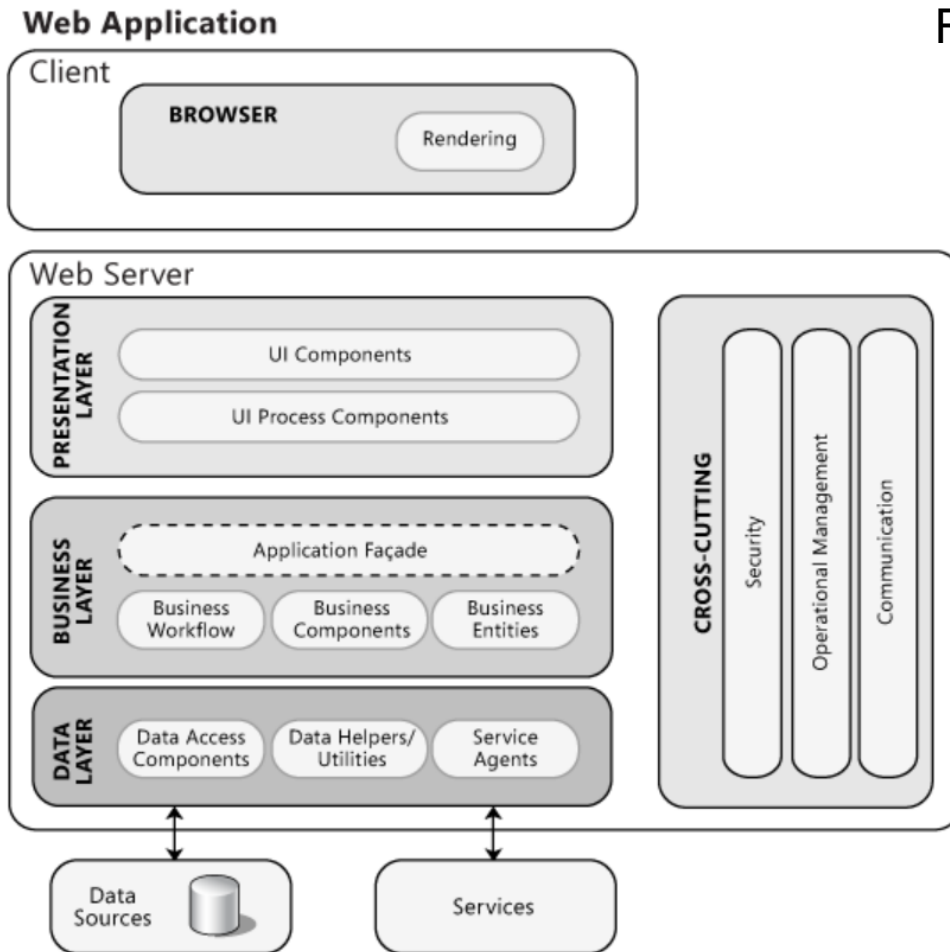 Web Application
F
Client
BROWSER
Rendering
Web Server
PRESENTATION
LAYER
UI Components
UI Process Components
BUSINESS
LAYER
Application Façade
Business
Workflow
Business
Components
Business
Entities
DATA
LAYER
Data Access
Components
Data Helpers/
Utilities
Service
Agents
CROSS-CUTTING
Security
Operational Management
Communication
Data
Sources
Services